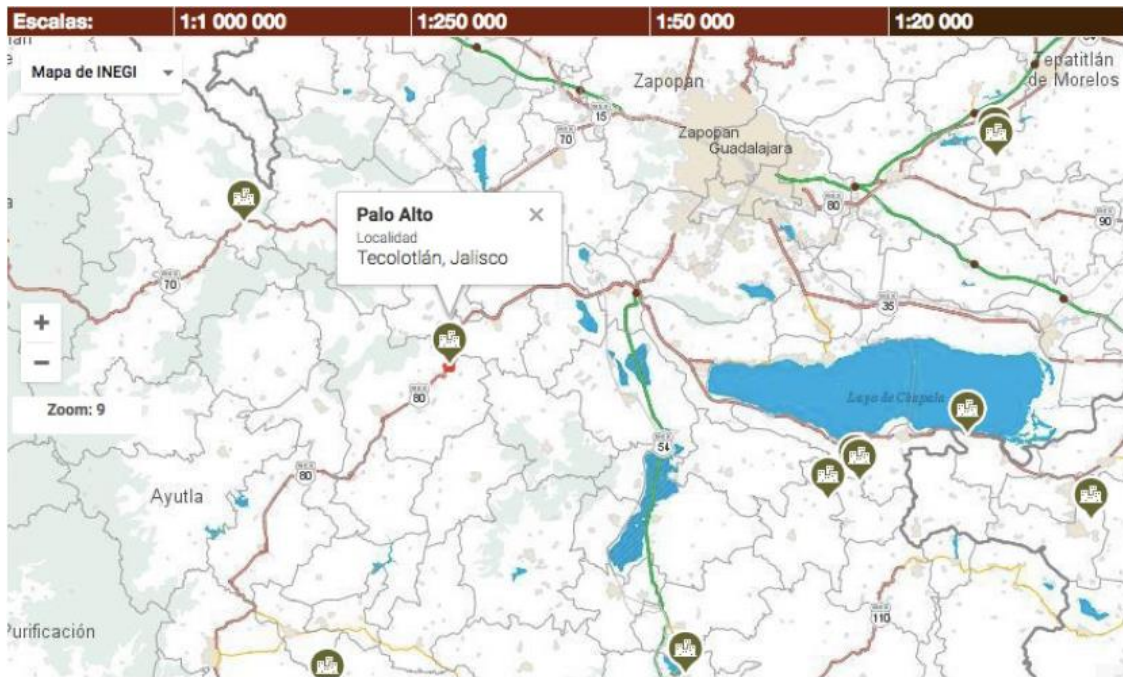 Escalas:
1:1 000 000
1:250 000
1:50 000
1:20 000
Mapa de INEGI
Zapopan
Tepatitlán
de Morelos
15
70
Zapopan
Guadalajara
80
90
Palo Alto
Localidad
Tecolotlán, Jalisco
70
+
−
35
80
Zoom: 9
Lago de Chapala
54
80
Ayutla
110
Purificación